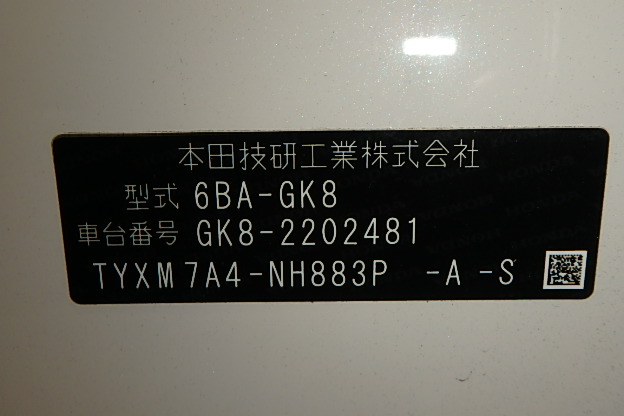 本田技研工業株式会社
型式 6BA-GK8
車台番号 GK8-2202481
TYXM7A4-NH883P -A -S